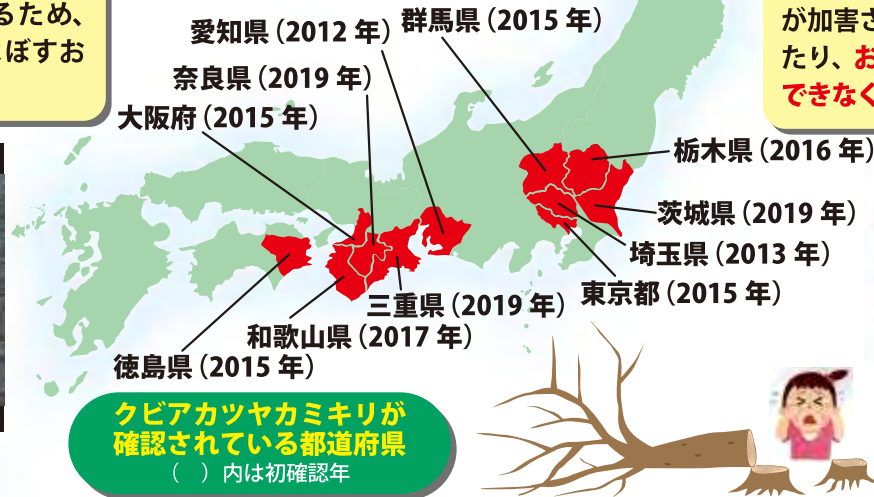 るため、
ぼすお
が加害さ
たり、お
できなく
愛知県（2012 年）
群馬県（2015 年）
奈良県（2019 年）
大阪府（2015 年）
栃木県（2016 年）
茨城県（2019 年）
埼玉県（2013 年）
東京都（2015 年）
三重県（2019 年）
和歌山県（2017 年）
徳島県（2015 年）
クビアカツヤカミキリが
確認されている都道府県
（　）内は初確認年